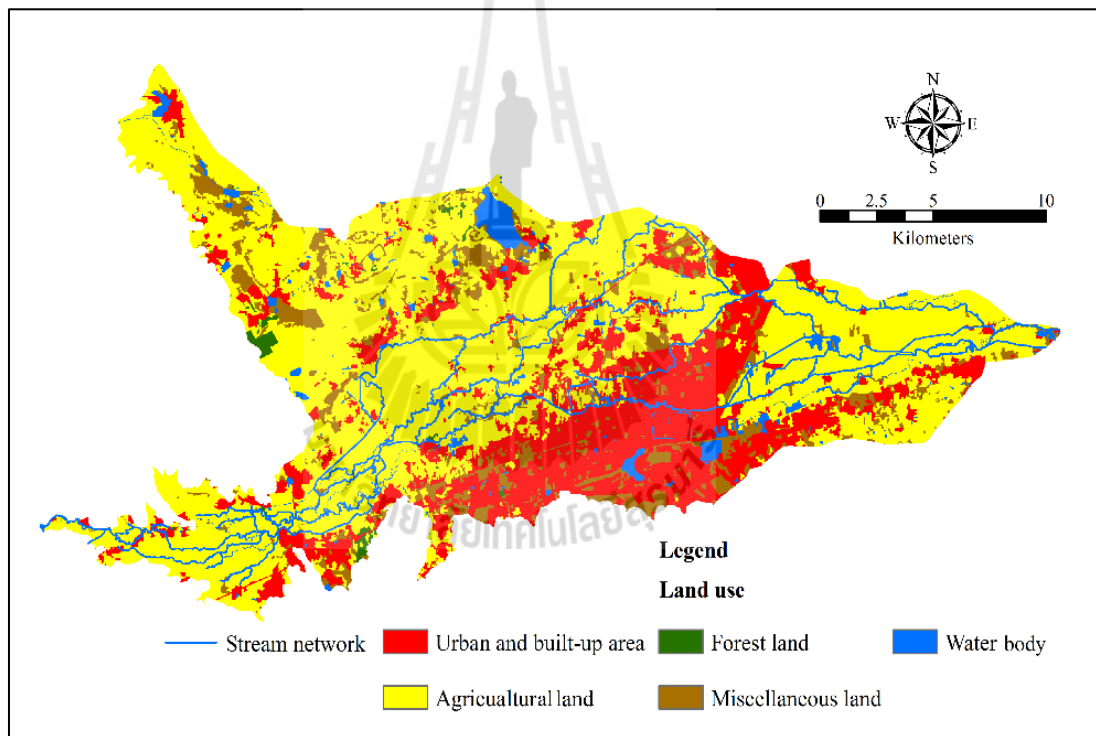 N
W E
S
0 2.5 5 10
Kilometers
Legend
Land use
Stream network
Urban and built-up area
Forest land
Water body
Agricualtural land
Miscellaneous land